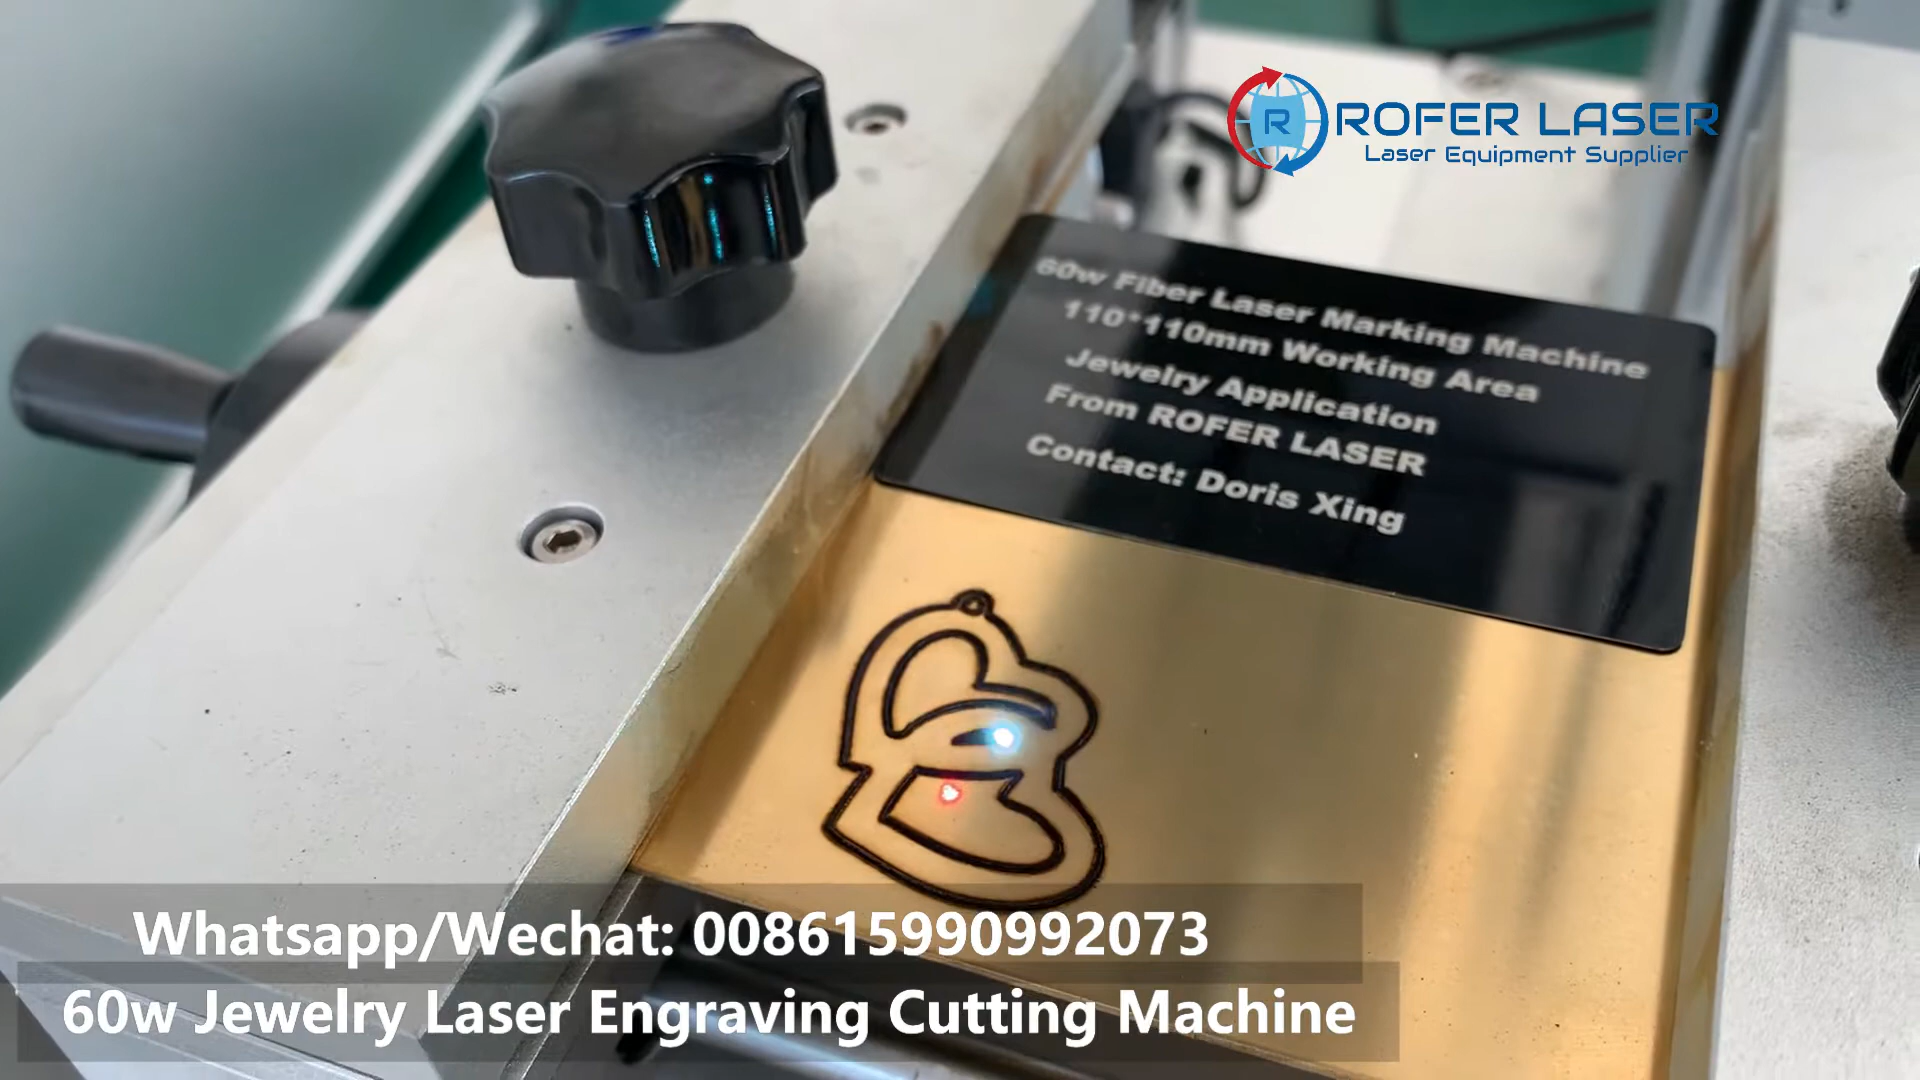 R ROFER LASER
Laser Equipment Supplier
60w Fiber Laser Marking Machine
110*110mm Working Area
Jewelry Application
From ROFER LASER
Contact: Doris Xing
Whatsapp/Wechat: 008615990992073
60w Jewelry Laser Engraving Cutting Machine